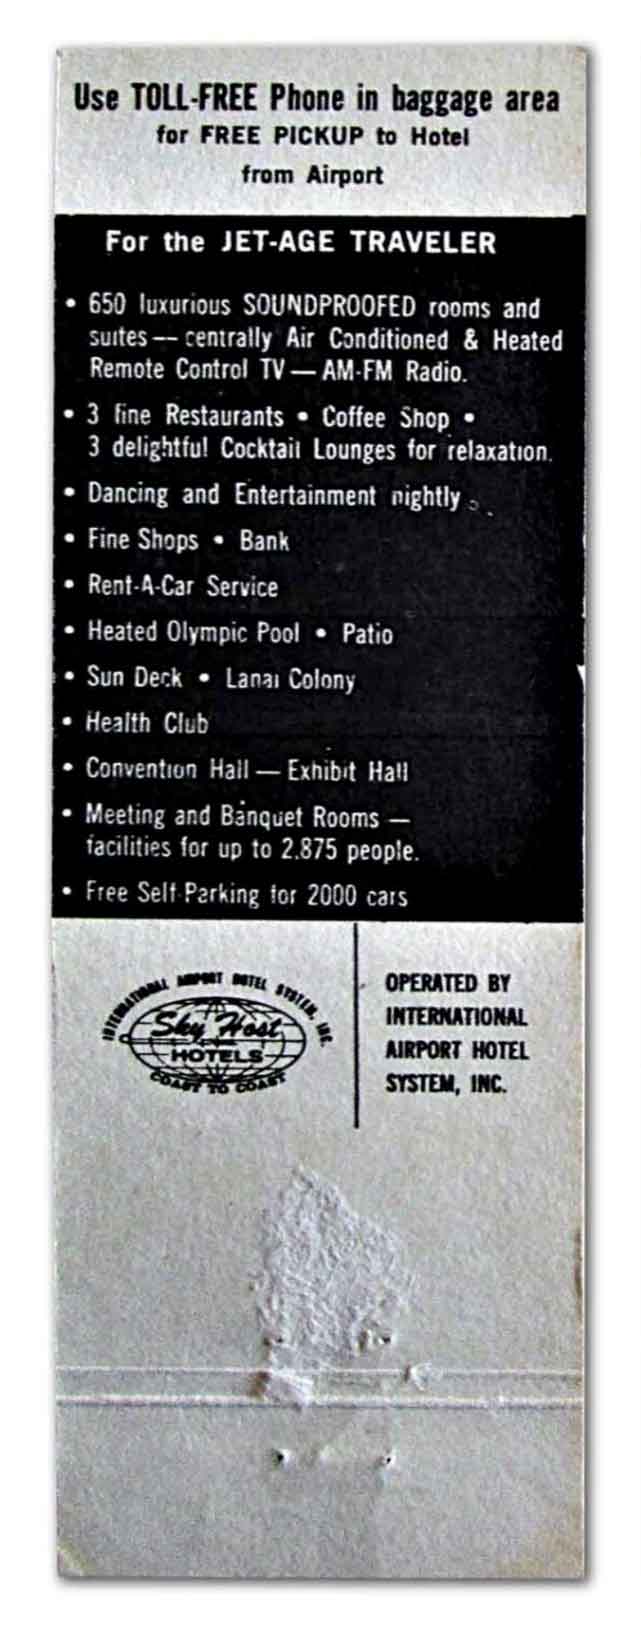 Use TOLL-FREE Phone in baggage area
for FREE PICKUP to Hotel
from Airport
For the JET-AGE TRAVELER
• 650 luxurious SOUNDPROOFED rooms and
suites — centrally Air Conditioned & Heated
Remote Control TV — AM-FM Radio.
• 3 fine Restaurants • Coffee Shop •
3 delightful Cocktail Lounges for relaxation.
• Dancing and Entertainment nightly
• Fine Shops • Bank
• Rent-A-Car Service
• Heated Olympic Pool • Patio
• Sun Deck • Lanai Colony
• Health Club
• Convention Hall — Exhibit Hall
• Meeting and Banquet Rooms —
facilities for up to 2,875 people.
• Free Self-Parking for 2000 cars
INTERNATIONAL AIRPORT HOTEL SYSTEM, INC.
Sky Host
HOTELS
COAST TO COAST
OPERATED BY
INTERNATIONAL
AIRPORT HOTEL
SYSTEM, INC.